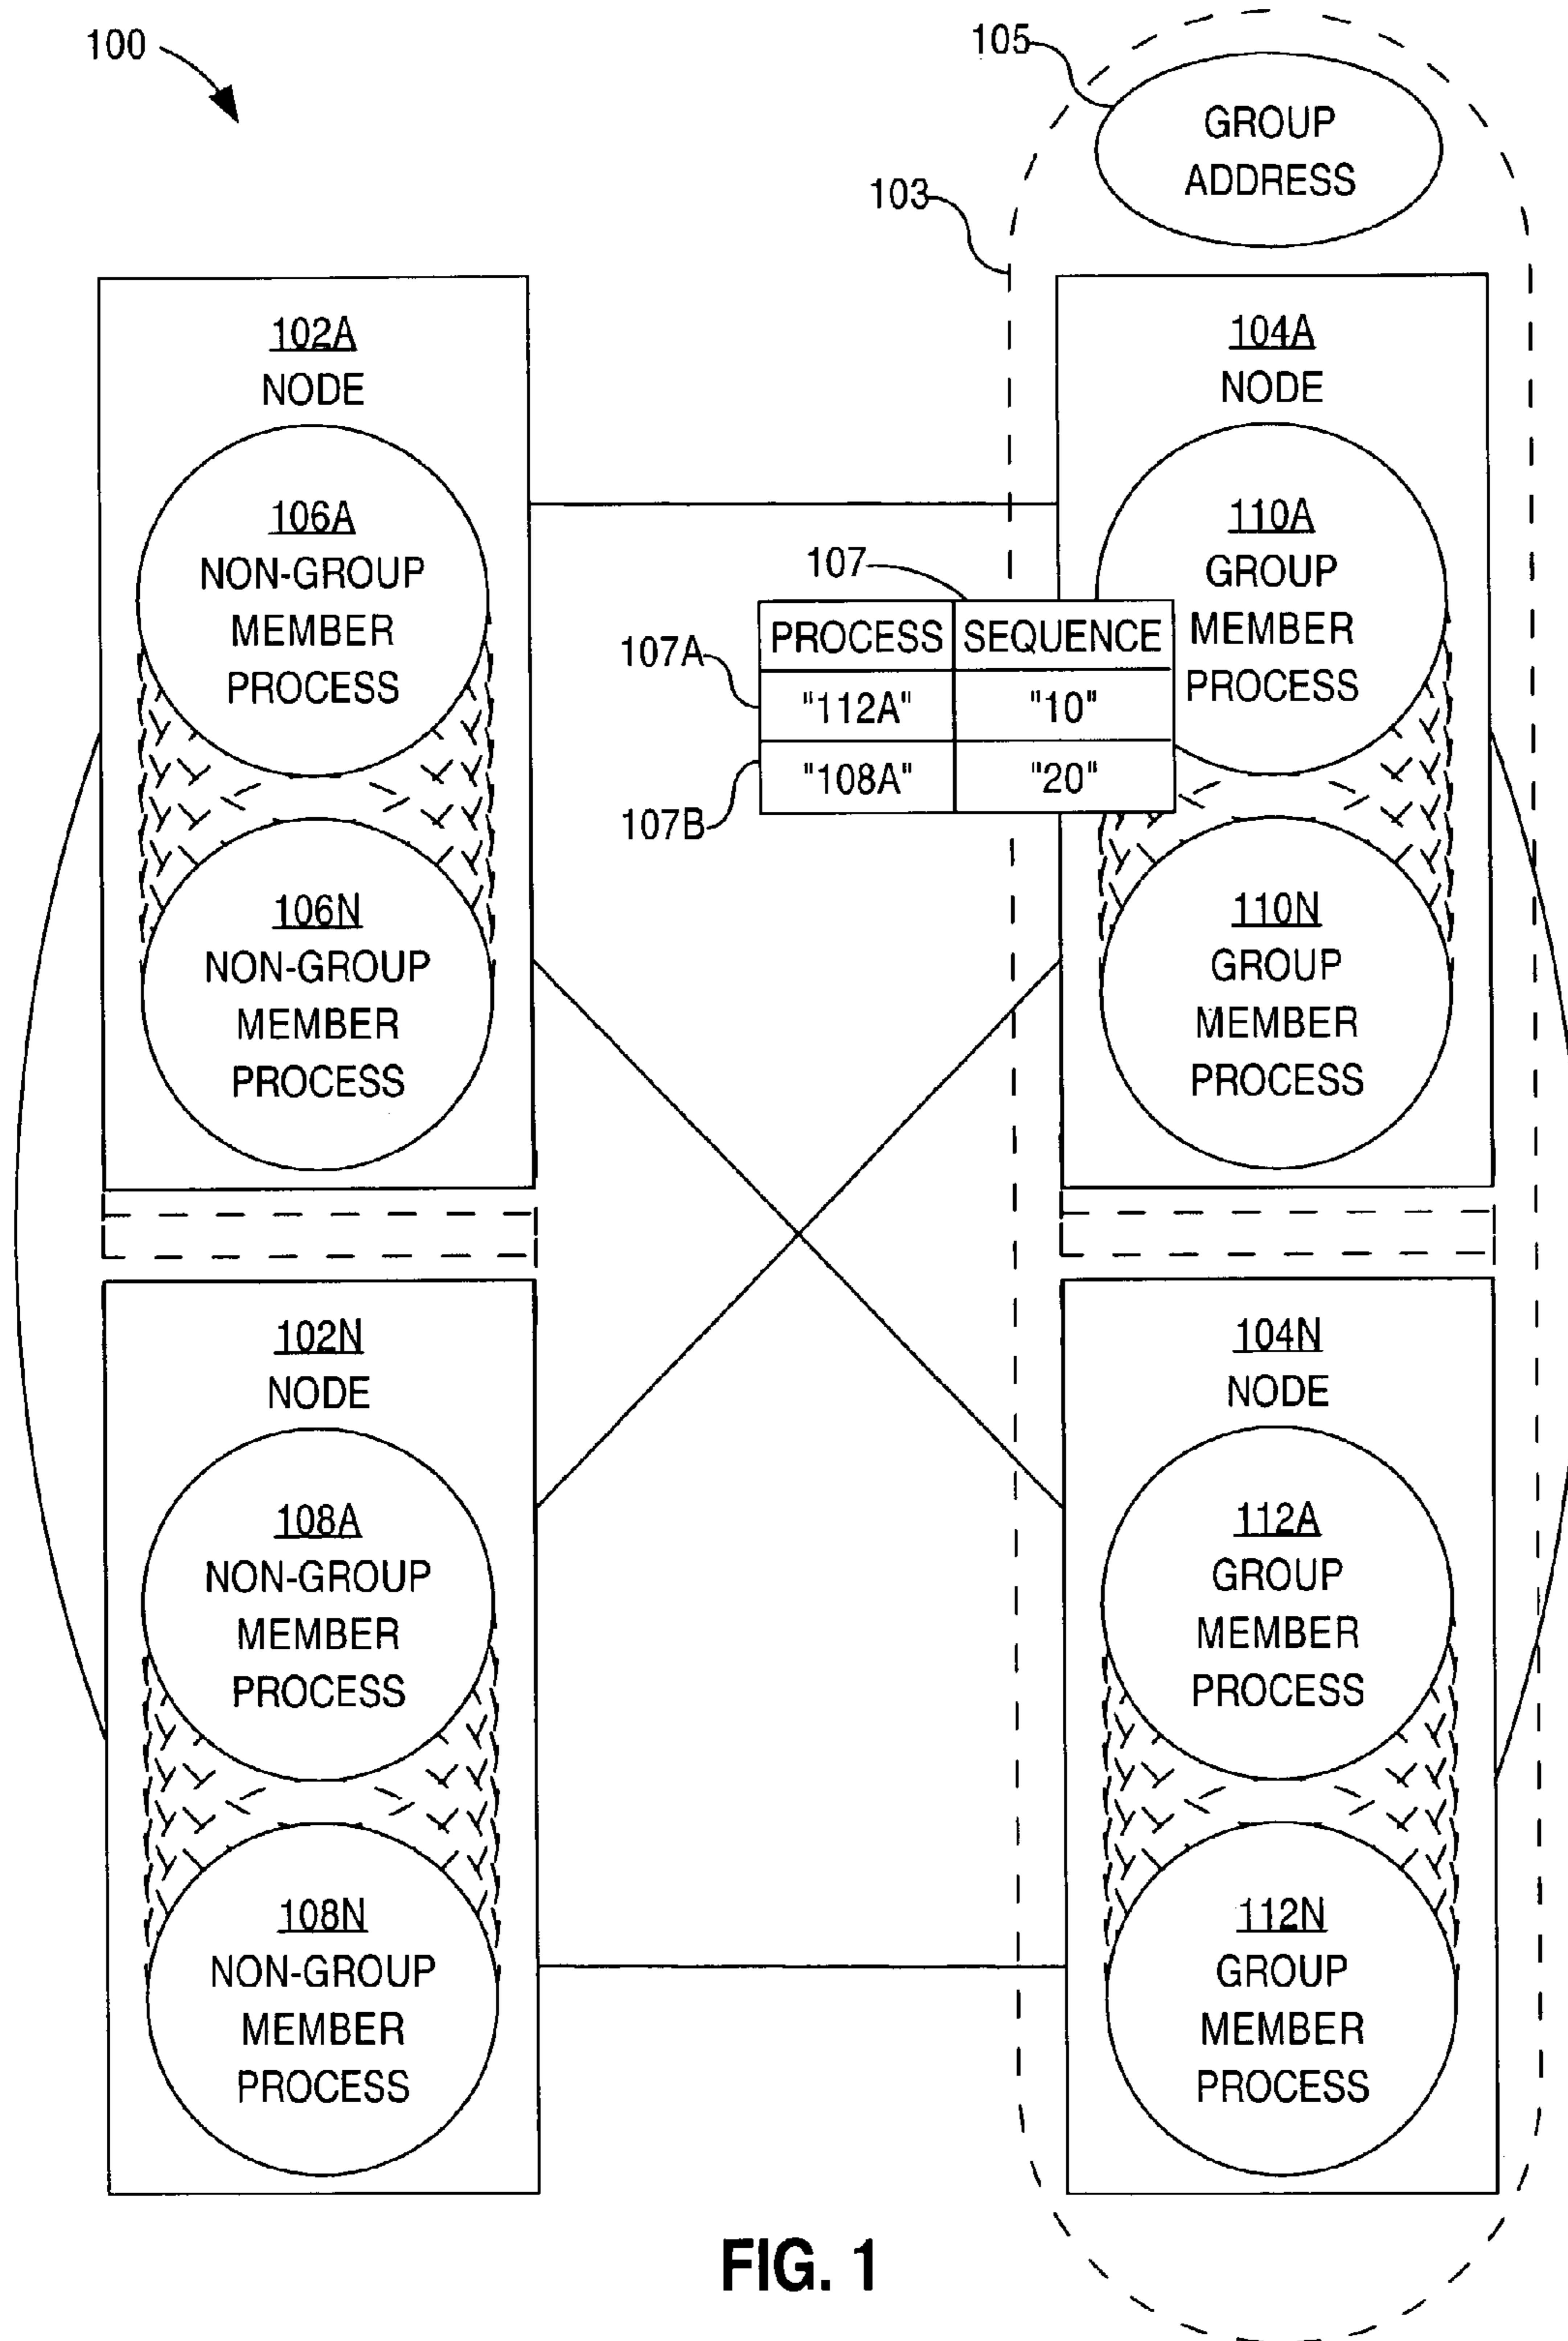 100
105
GROUP
ADDRESS
103
102A
NODE
106A
NON-GROUP
MEMBER
PROCESS
106N
NON-GROUP
MEMBER
PROCESS
104A
NODE
110A
GROUP
MEMBER
PROCESS
107
PROCESS SEQUENCE
107A
"112A" "10"
107B
"108A" "20"
110N
GROUP
MEMBER
PROCESS
102N
NODE
108A
NON-GROUP
MEMBER
PROCESS
108N
NON-GROUP
MEMBER
PROCESS
104N
NODE
112A
GROUP
MEMBER
PROCESS
112N
GROUP
MEMBER
PROCESS
FIG. 1